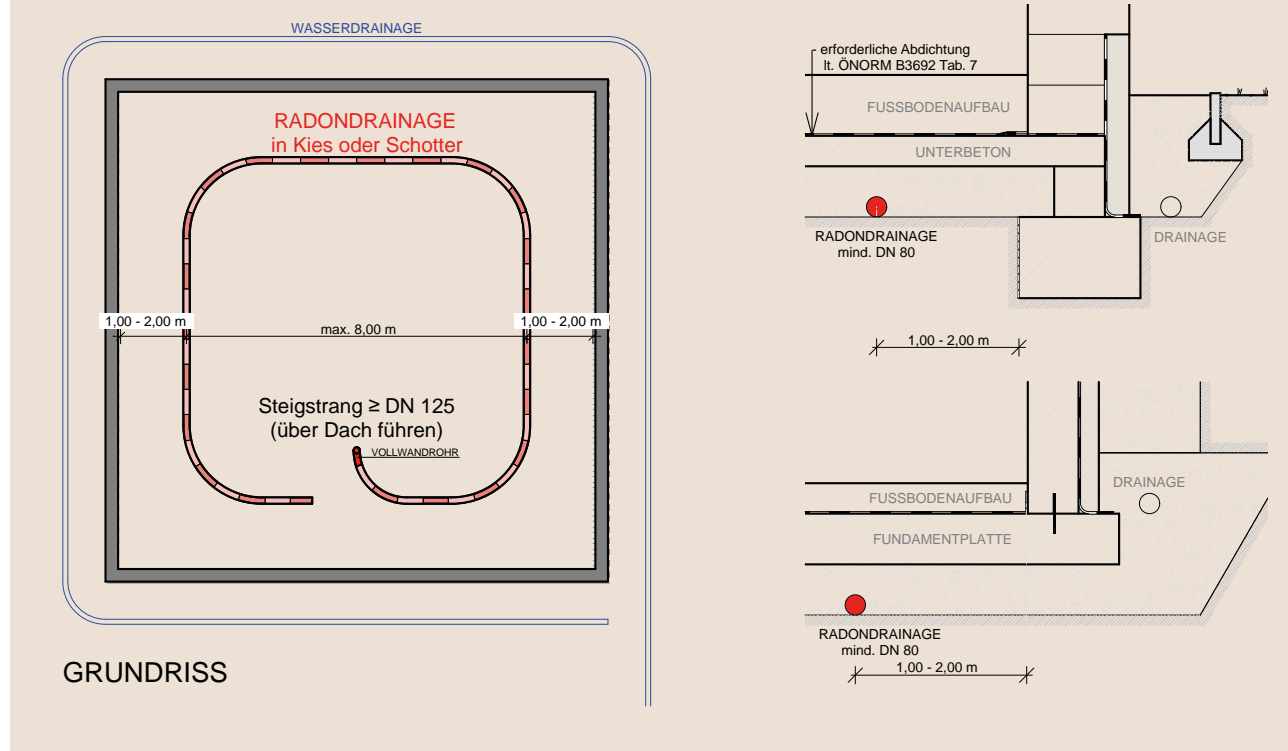 WASSERDRAINAGE
RADONDRAINAGE
in Kies oder Schotter
1,00 - 2,00 m
max. 8,00 m
1,00 - 2,00 m
Steigstrang ≥ DN 125
(über Dach führen)
VOLLWANDROHR
GRUNDRISS
erforderliche Abdichtung
lt. ÖNORM B3692 Tab. 7
FUSSBODENAUFBAU
UNTERBETON
RADONDRAINAGE
mind. DN 80
DRAINAGE
1,00 - 2,00 m
DRAINAGE
FUSSBODENAUFBAU
FUNDAMENTPLATTE
RADONDRAINAGE
mind. DN 80
1,00 - 2,00 m